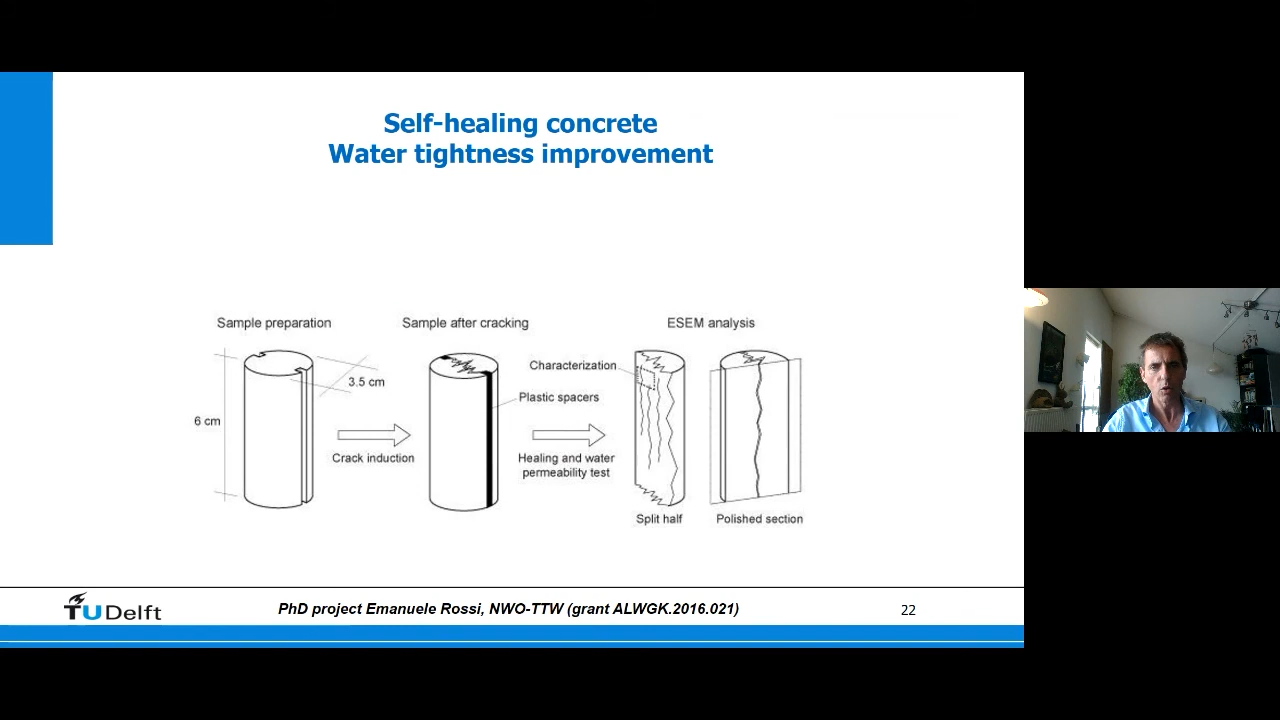 Self-healing concrete
Water tightness improvement
Sample preparation
Sample after cracking
ESEM analysis
Characterization
3.5 cm
Plastic spacers
6 cm
Crack induction
Healing and water
permeability test
Split half
Polished section
TU Delft
PhD project Emanuele Rossi, NWO-TTW (grant ALWGK.2016.021)
22